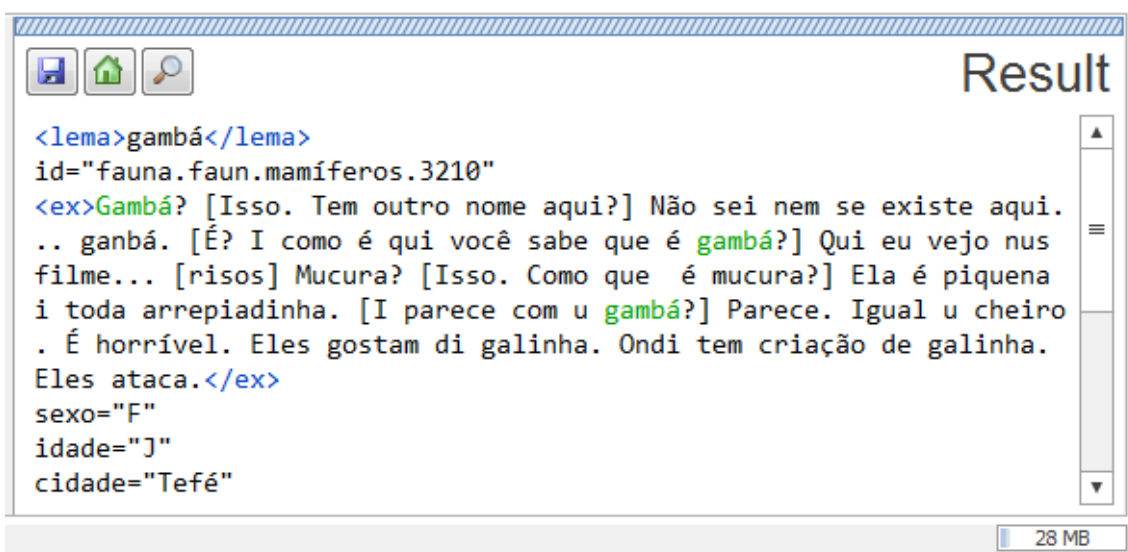 Result
<lema>gambá</lema>
id="fauna.faun.mamíferos.3210"
<ex>Gambá? [Isso. Tem outro nome aqui?] Não sei nem se existe aqui.
.. ganbá. [É? I como é qui você sabe que é gambá?] Qui eu vejo nus
filme... [risos] Mucura? [Isso. Como que  é mucura?] Ela é piquena
i toda arrepiadinha. [I parece com u gambá?] Parece. Igual u cheiro
. É horrível. Eles gostam di galinha. Ondi tem criação de galinha.
Eles ataca.</ex>
sexo="F"
idade="J"
cidade="Tefé"
28 MB